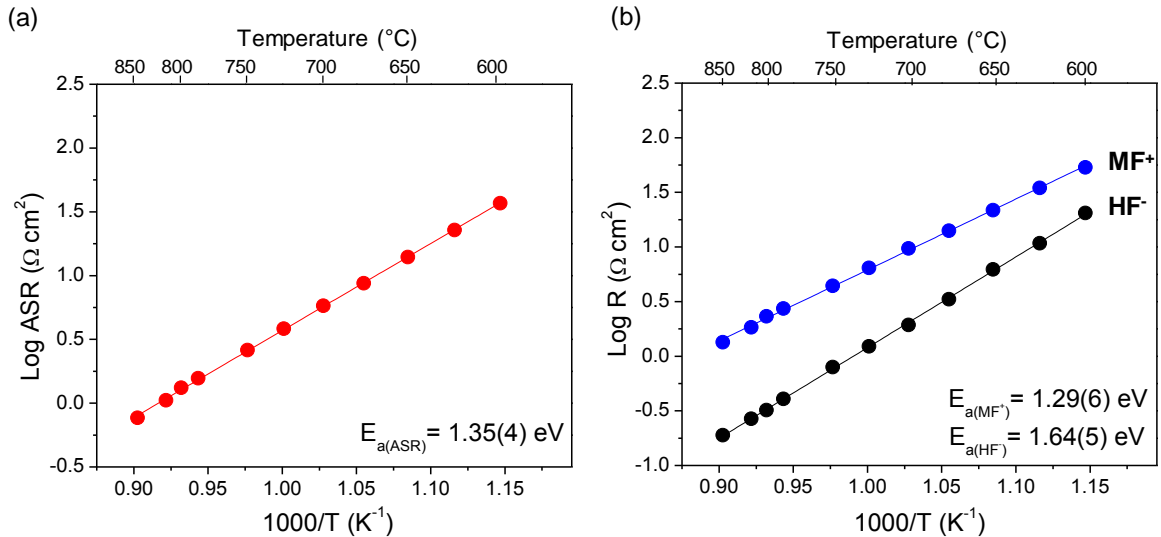 (a)
Temperature (°C)
850 800 750 700 650 600
2.5
2.0
1.5
1.0
0.5
0.0
-0.5
Log ASR (Ω cm²)
Eₐ(ASR) = 1.35(4) eV
0.90 0.95 1.00 1.05 1.10 1.15
1000/T (K⁻¹)
(b)
Temperature (°C)
850 800 750 700 650 600
2.5
2.0
1.5
1.0
0.5
0.0
-0.5
-1.0
Log R (Ω cm²)
MF⁺
HF⁻
Eₐ(MF⁺) = 1.29(6) eV
Eₐ(HF⁻) = 1.64(5) eV
0.90 0.95 1.00 1.05 1.10 1.15
1000/T (K⁻¹)